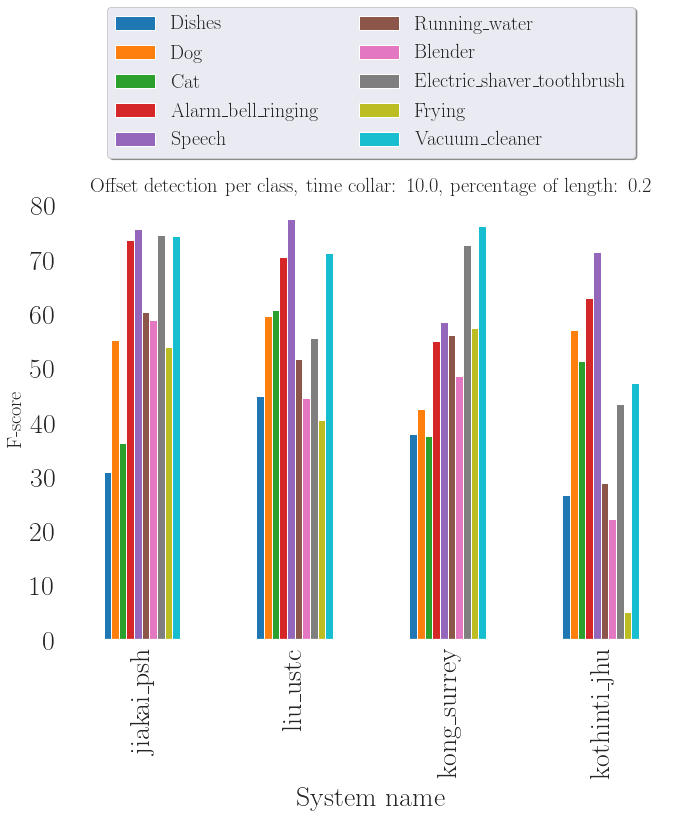 Dishes
Dog
Cat
Alarm_bell_ringing
Speech
Running_water
Blender
Electric_shaver_toothbrush
Frying
Vacuum_cleaner
Offset detection per class, time collar: 10.0, percentage of length: 0.2
80
70
60
50
40
30
20
10
0
F-score
jiakai_psh
liu_ustc
kong_surrey
kothinti_jhu
System name